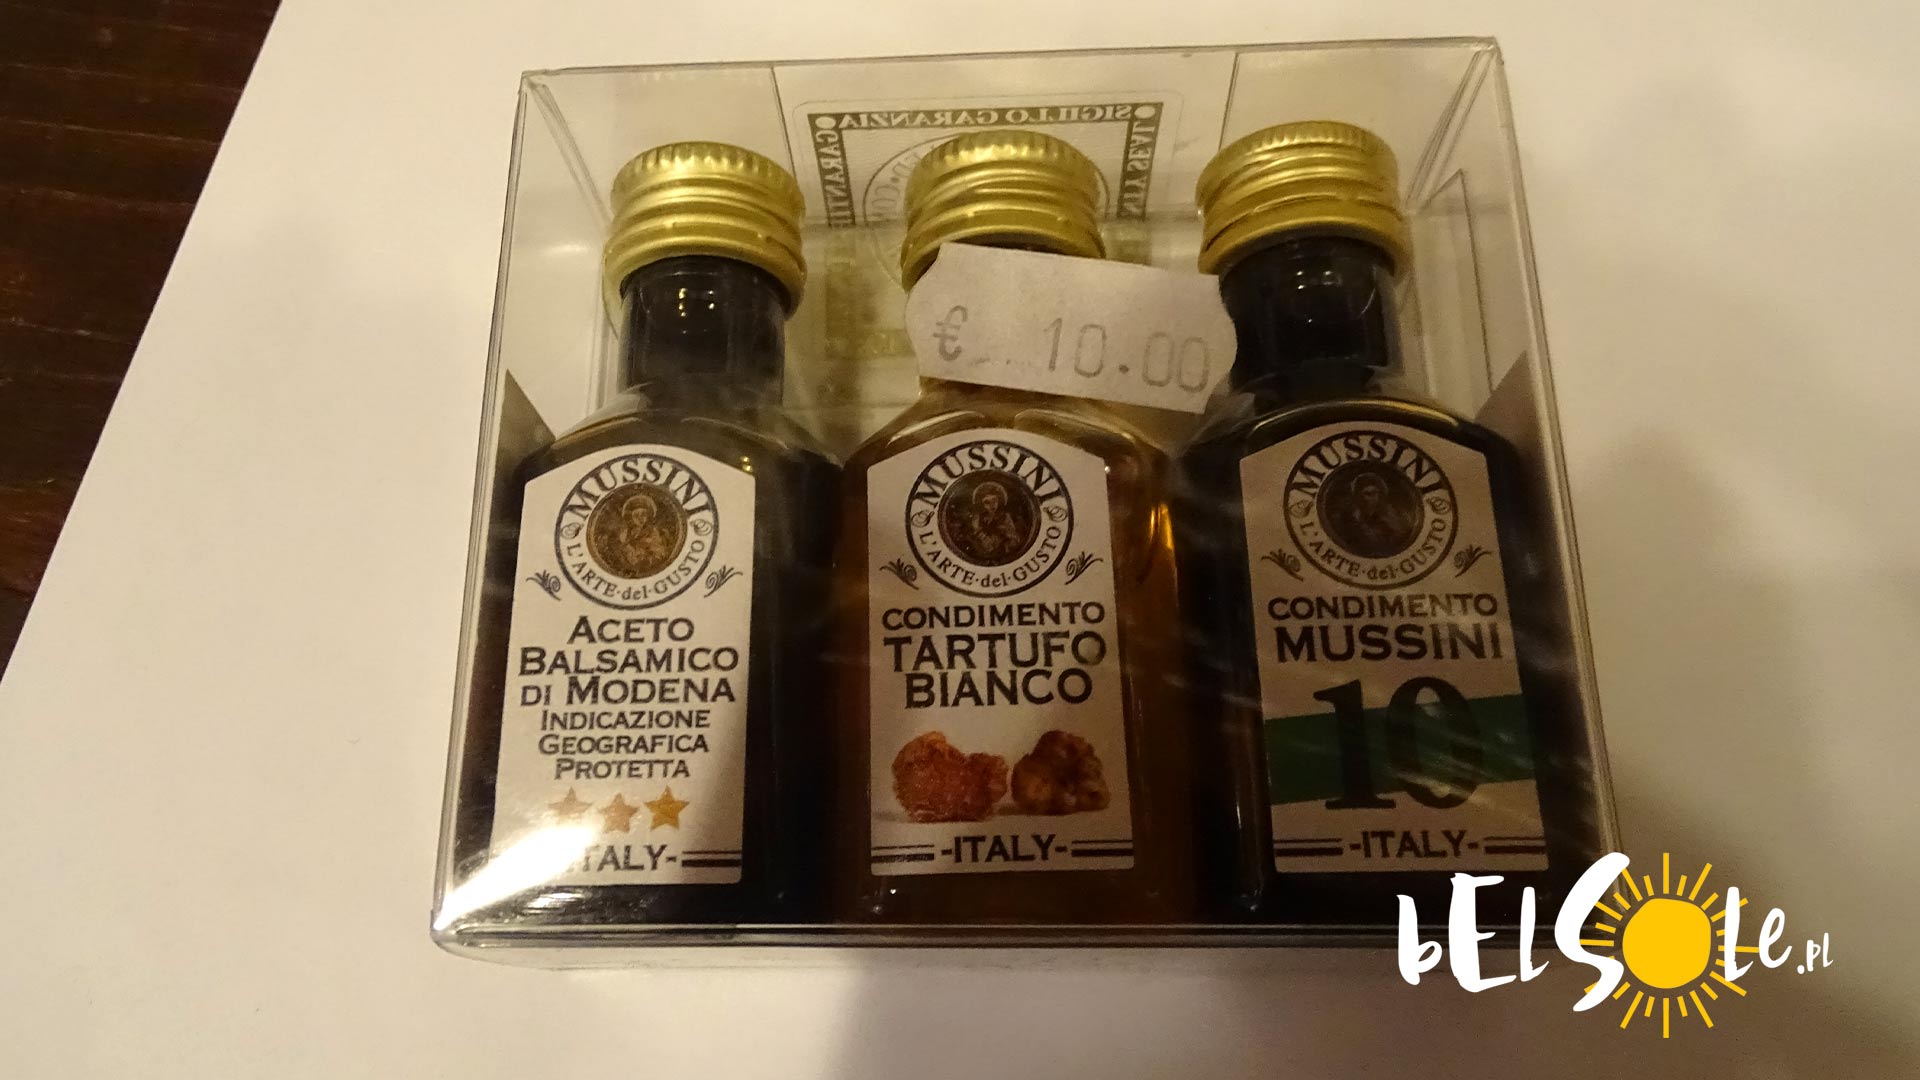 SIGILLO GARANZIA
€ 10.00
MUSSINI
L'ARTE·del·GUSTO
ACETO
BALSAMICO
DI MODENA
INDICAZIONE
GEOGRAFICA
PROTETTA
ITALY-
MUSSINI
L'ARTE·del·GUSTO
CONDIMENTO
TARTUFO
BIANCO
-ITALY-
MUSSINI
L'ARTE·del·GUSTO
CONDIMENTO
MUSSINI
10
-ITALY-
bELSOLe.pl